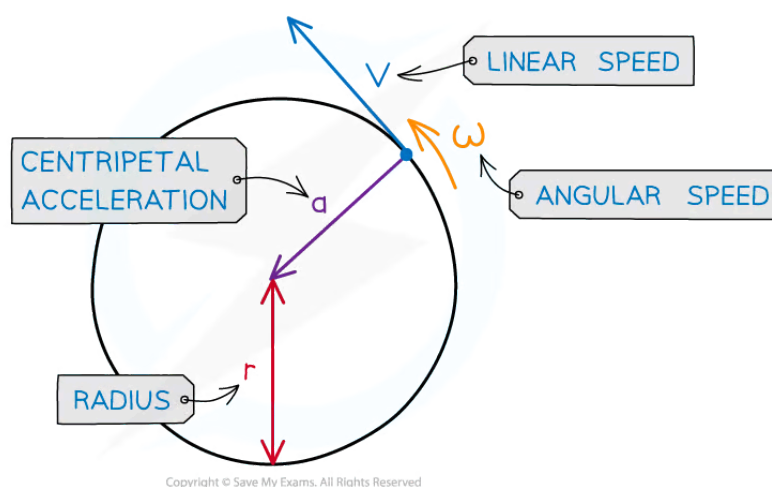 V
LINEAR SPEED
ω
CENTRIPETAL
ACCELERATION
a
ANGULAR SPEED
r
RADIUS
Copyright © Save My Exams. All Rights Reserved